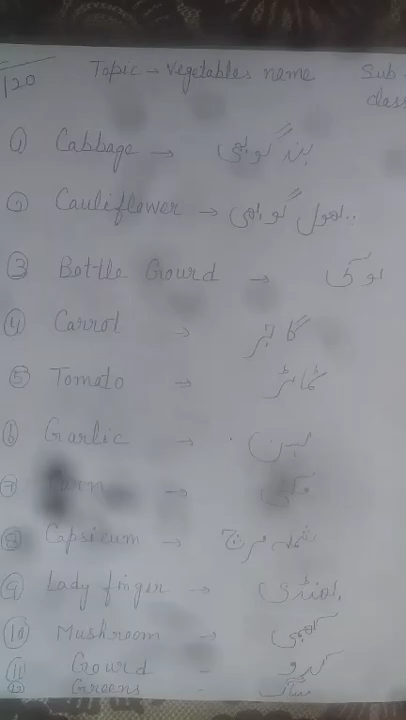 120 Topic → Vegetables name Sub
class
① Cabbage → بند گوبھی
② Cauliflower → پھول گوبھی
③ Bottle Gourd → لوکی
④ Carrot → گاجر
⑤ Tomato → ٹماٹر
⑥ Garlic → لہسن
⑦ →
⑧ Capsicum → شملہ مرچ
⑨ Lady finger → بھنڈی
⑩ Mushroom → کھمبی
⑪ Gourd - کدو
⑫ Greens - ساگ